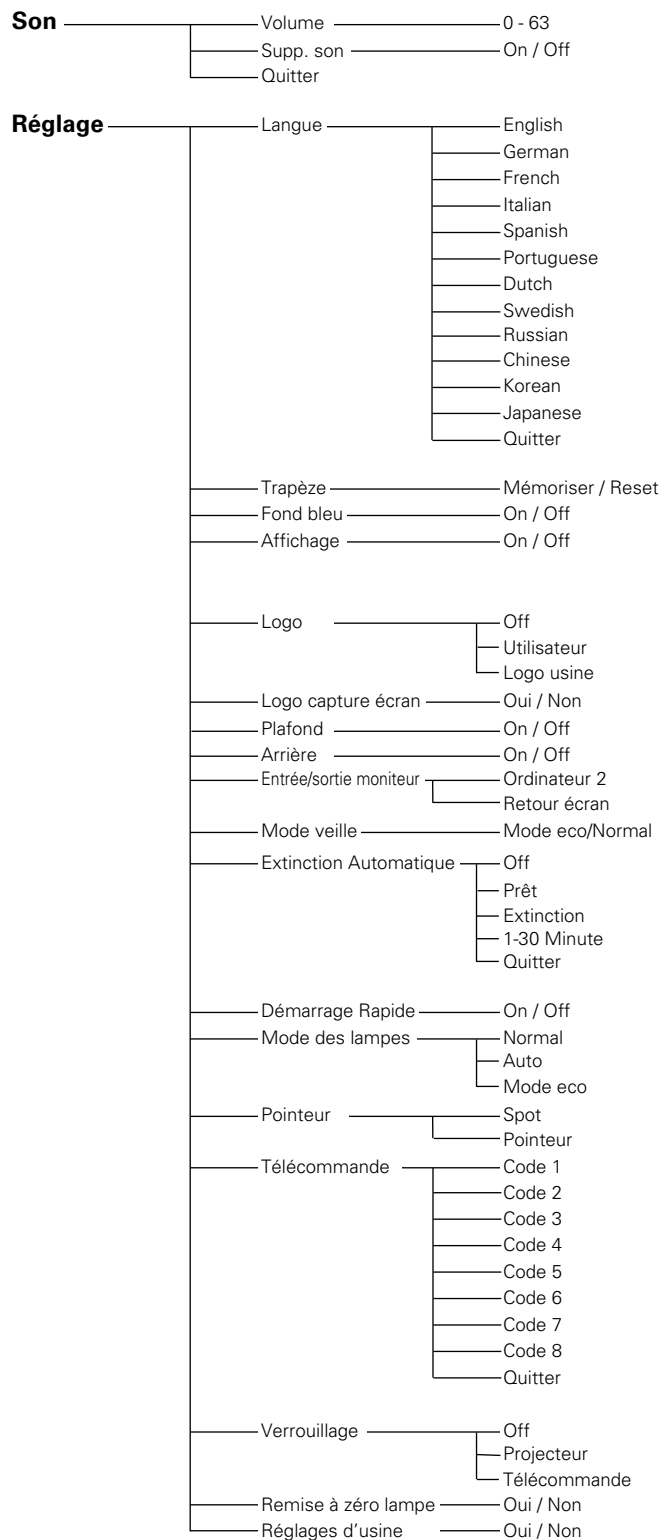 Son Volume 0 - 63
Supp. son On / Off
Quitter
Réglage Langue English
German
French
Italian
Spanish
Portuguese
Dutch
Swedish
Russian
Chinese
Korean
Japanese
Quitter
Trapèze Mémoriser / Reset
Fond bleu On / Off
Affichage On / Off
Logo Off
Utilisateur
Logo usine
Logo capture écran Oui / Non
Plafond On / Off
Arrière On / Off
Entrée/sortie moniteur Ordinateur 2
Retour écran
Mode veille Mode eco/Normal
Extinction Automatique Off
Prêt
Extinction
1-30 Minute
Quitter
Démarrage Rapide On / Off
Mode des lampes Normal
Auto
Mode eco
Pointeur Spot
Pointeur
Télécommande Code 1
Code 2
Code 3
Code 4
Code 5
Code 6
Code 7
Code 8
Quitter
Verrouillage Off
Projecteur
Télécommande
Remise à zéro lampe Oui / Non
Réglages d'usine Oui / Non